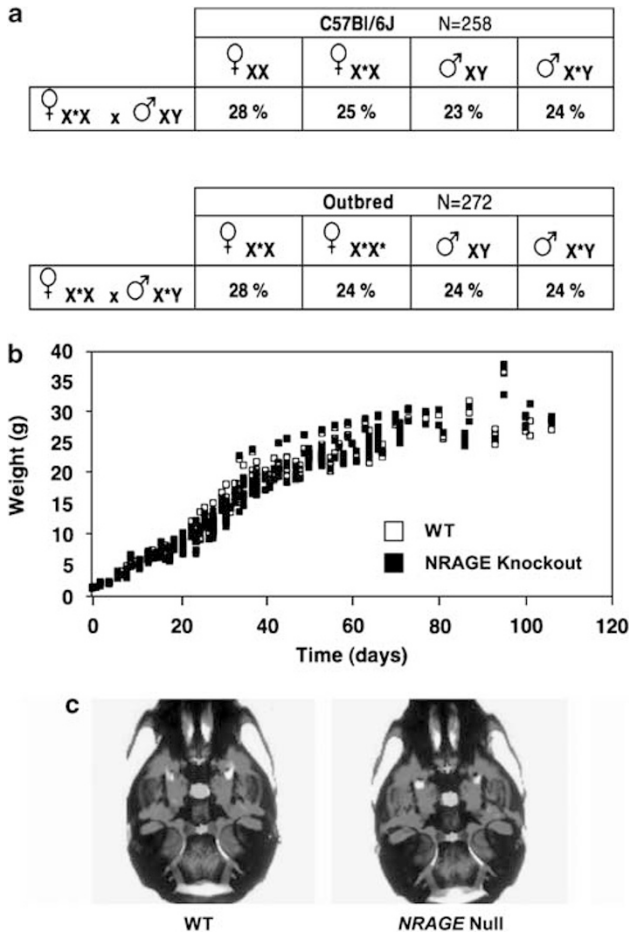 a
C57Bl/6J N=258
♀ XX ♀ X*X ♂ XY ♂ X*Y
♀ X*X x ♂ XY 28 % 25 % 23 % 24 %
Outbred N=272
♀ X*X ♀ X*X* ♂ XY ♂ X*Y
♀ X*X x ♂ X*Y 28 % 24 % 24 % 24 %
b
Weight (g)
40
35
30
25
20
15
10
5
0
WT
NRAGE Knockout
0 20 40 60 80 100 120
Time (days)
c
WT NRAGE Null